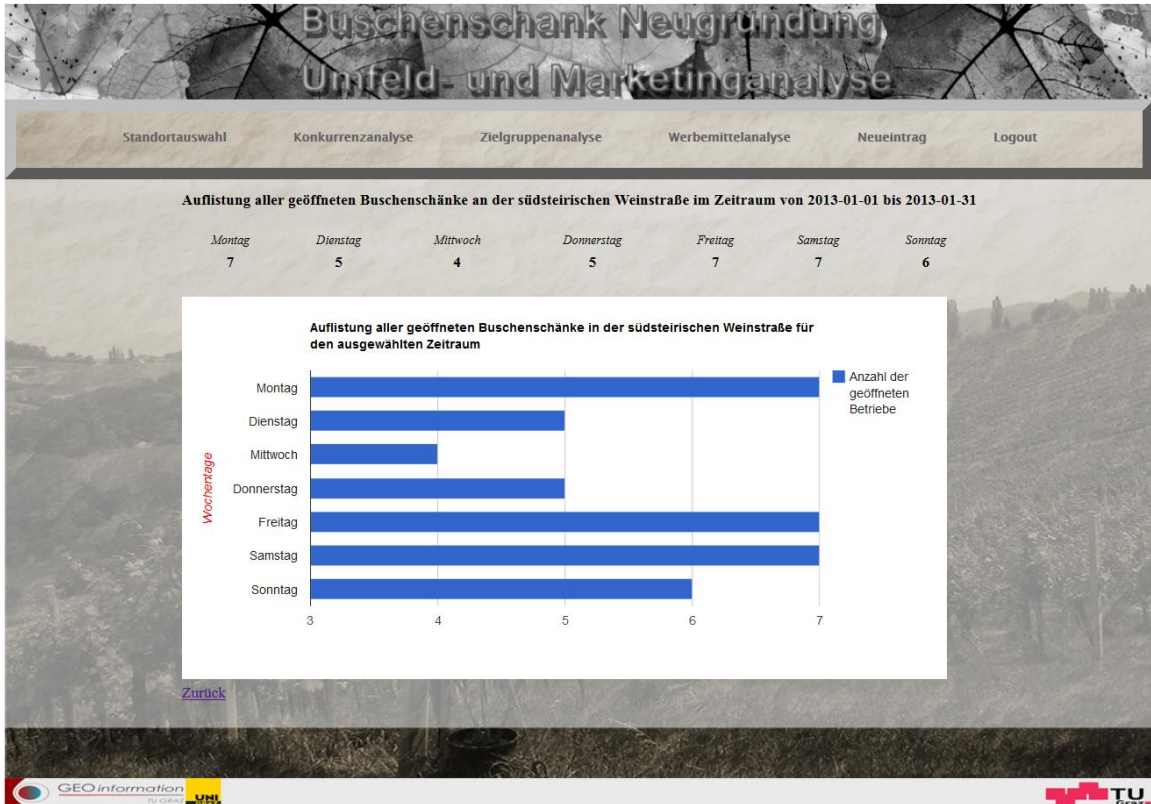 Buschenschank Neugründung
Umfeld- und Marketinganalyse
Standortauswahl Konkurrenzanalyse Zielgruppenanalyse Werbemittelanalyse Neueintrag Logout
Auflistung aller geöffneten Buschenschänke an der südsteirischen Weinstraße im Zeitraum von 2013-01-01 bis 2013-01-31
Montag Dienstag Mittwoch Donnerstag Freitag Samstag Sonntag
7 5 4 5 7 7 6
Auflistung aller geöffneten Buschenschänke in der südsteirischen Weinstraße für
den ausgewählten Zeitraum
Anzahl der
geöffneten
Betriebe
Wochentage
Montag
Dienstag
Mittwoch
Donnerstag
Freitag
Samstag
Sonntag
3 4 5 6 7
Zurück
GEOinformation
TU GRAZ
UNI
GRAZ
TU
Graz